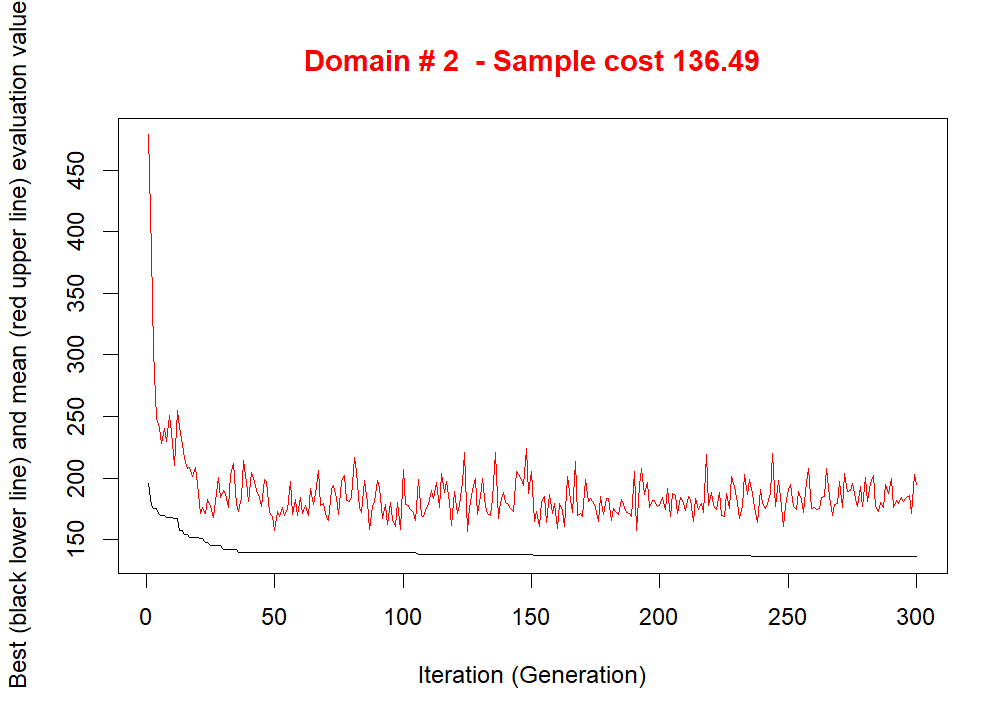 Domain # 2  - Sample cost 136.49
Best (black lower line) and mean (red upper line) evaluation value
450
400
350
300
250
200
150
0 50 100 150 200 250 300
Iteration (Generation)